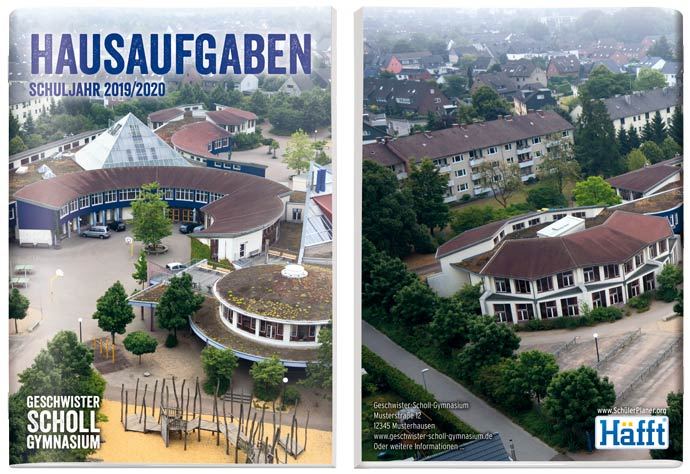 HAUSAUFGABEN
SCHULJAHR 2019/2020
GESCHWISTER
SCHOLL
GYMNASIUM
Geschwister-Scholl-Gymnasium
Musterstraße 12
12345 Musterhausen
www.geschwister-scholl-gymnasium.de
Oder weitere Informationen ...
www.SchülerPlaner.org
Häfft